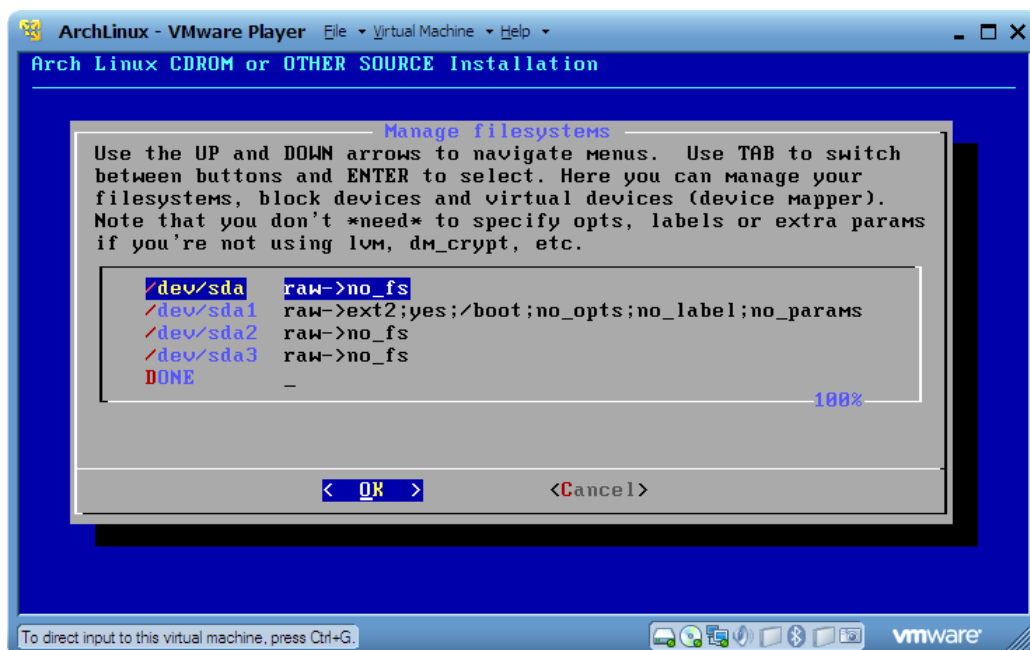 ArchLinux - VMware Player File Virtual Machine Help
Arch Linux CDROM or OTHER SOURCE Installation
Manage filesystems
Use the UP and DOWN arrows to navigate menus. Use TAB to switch
between buttons and ENTER to select. Here you can manage your
filesystems, block devices and virtual devices (device mapper).
Note that you don't *need* to specify opts, labels or extra params
if you're not using lvm, dm_crypt, etc.
/dev/sda raw->no_fs
/dev/sda1 raw->ext2;yes;/boot;no_opts;no_label;no_params
/dev/sda2 raw->no_fs
/dev/sda3 raw->no_fs
DONE _
100%
< OK > <Cancel>
To direct input to this virtual machine, press Ctrl+G. vmware